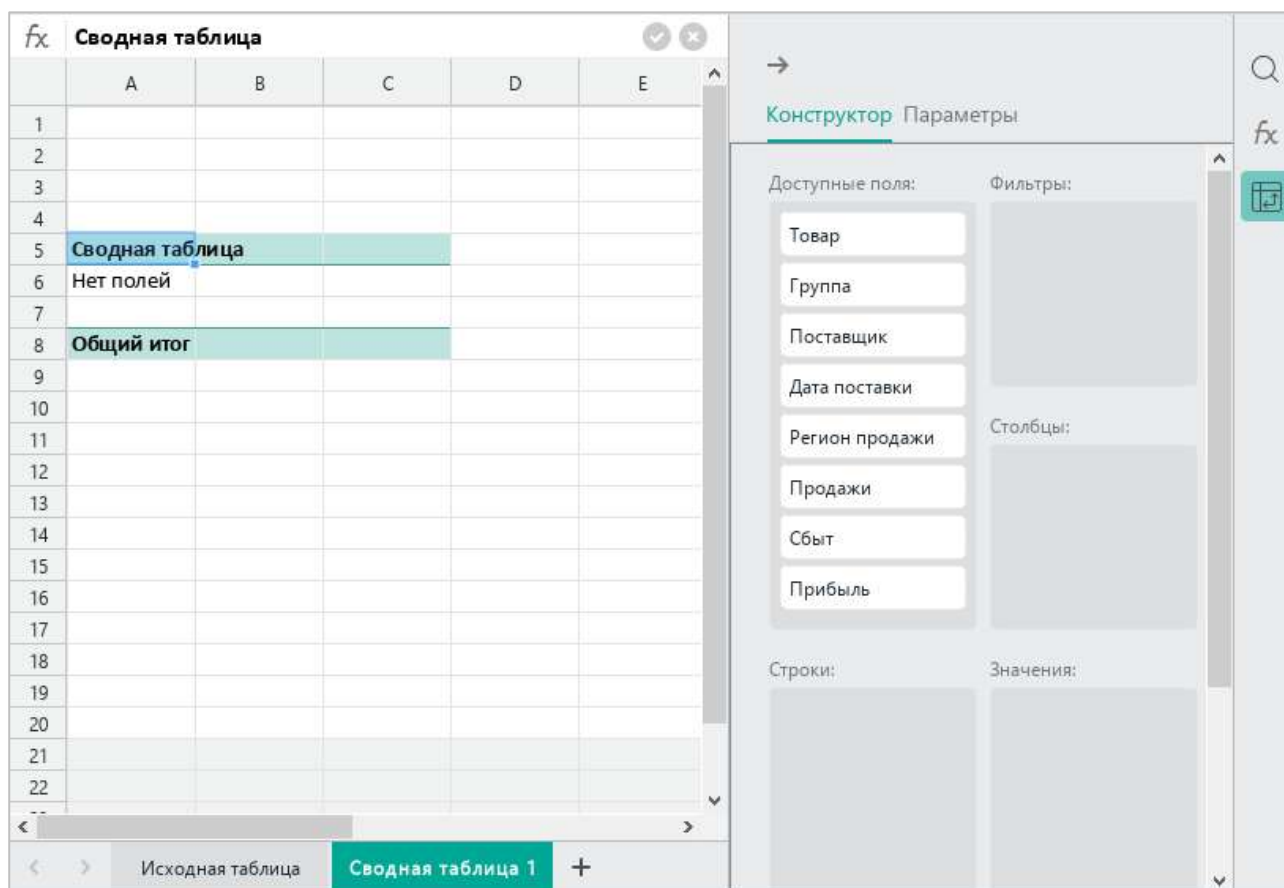 fx Сводная таблица
A B C D E
1
2
3
4
5 Сводная таблица
6 Нет полей
7
8 Общий итог
9
10
11
12
13
14
15
16
17
18
19
20
21
22
Исходная таблица Сводная таблица 1 +
Конструктор Параметры
Доступные поля: Фильтры:
Товар
Группа
Поставщик
Дата поставки
Столбцы:
Регион продажи
Продажи
Сбыт
Прибыль
Строки: Значения:
fx